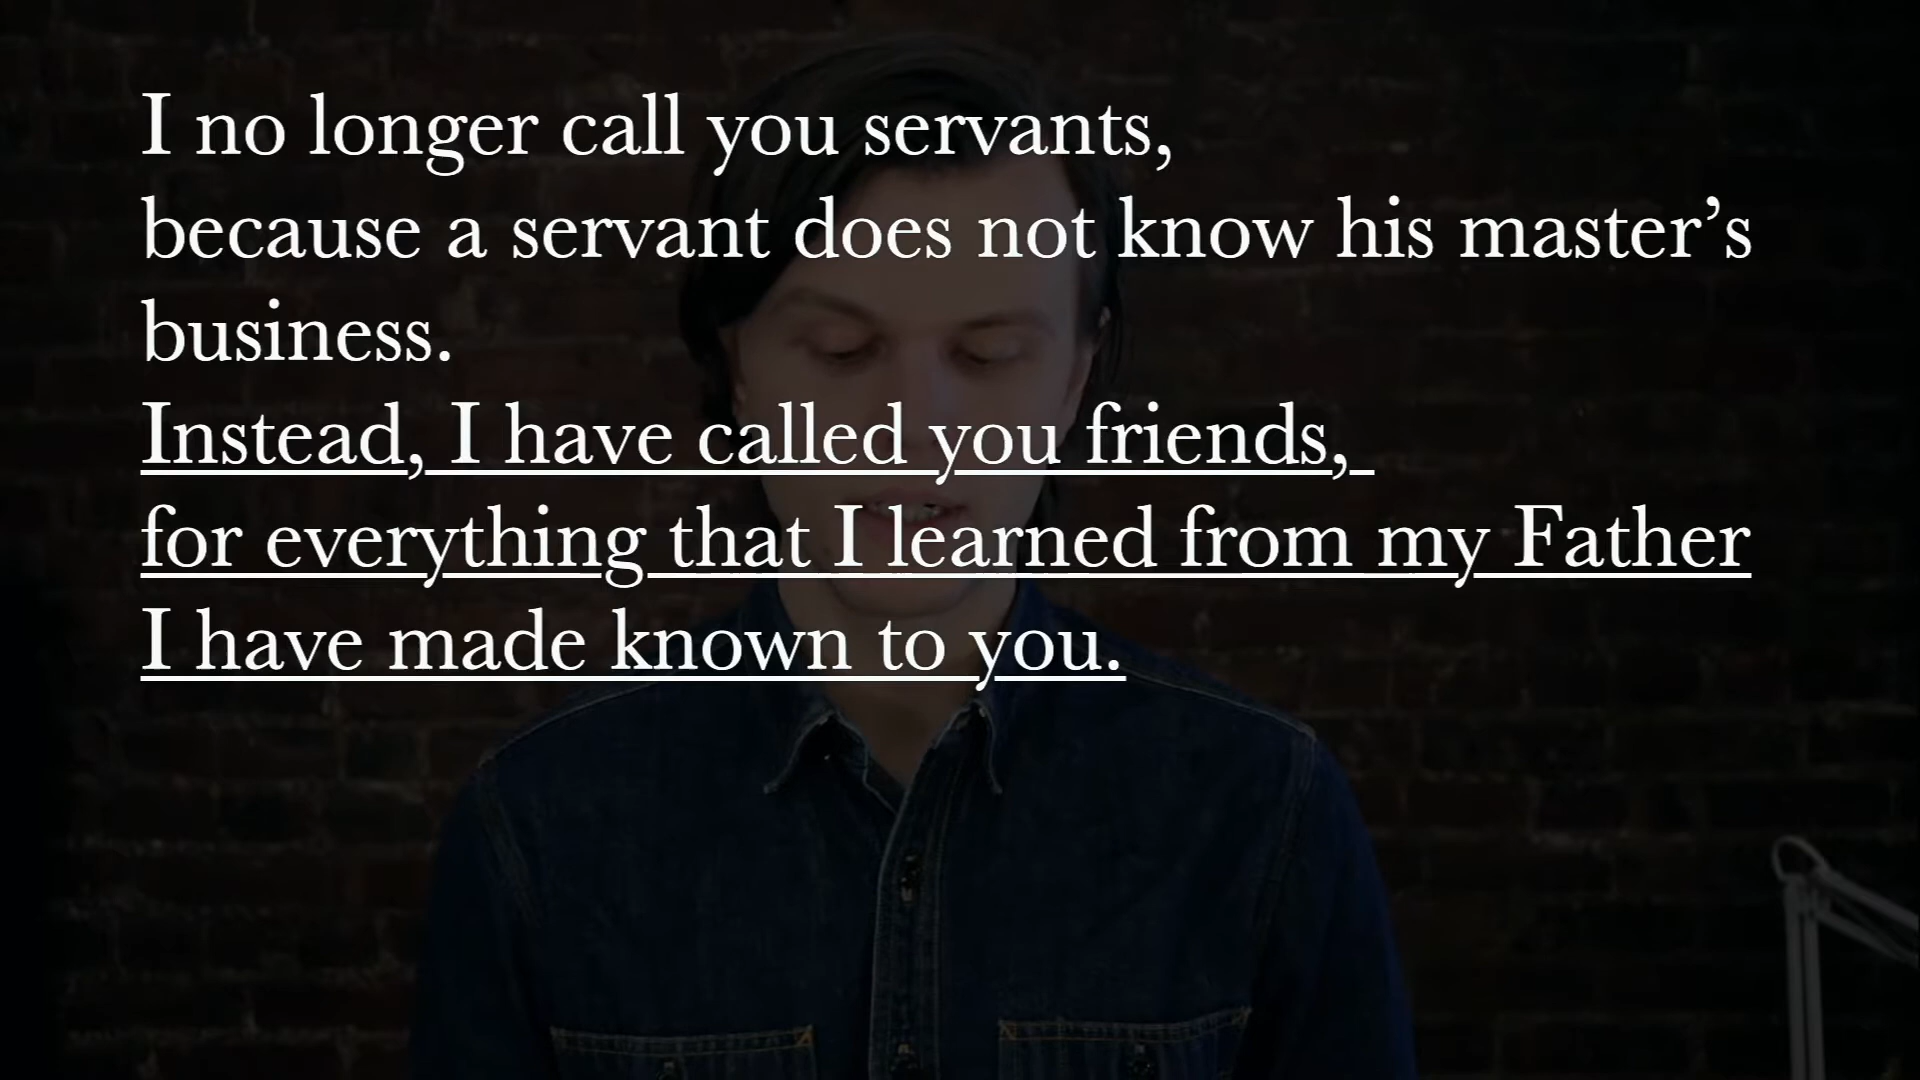 I no longer call you servants,
because a servant does not know his master’s
business.
Instead, I have called you friends,
for everything that I learned from my Father
I have made known to you.